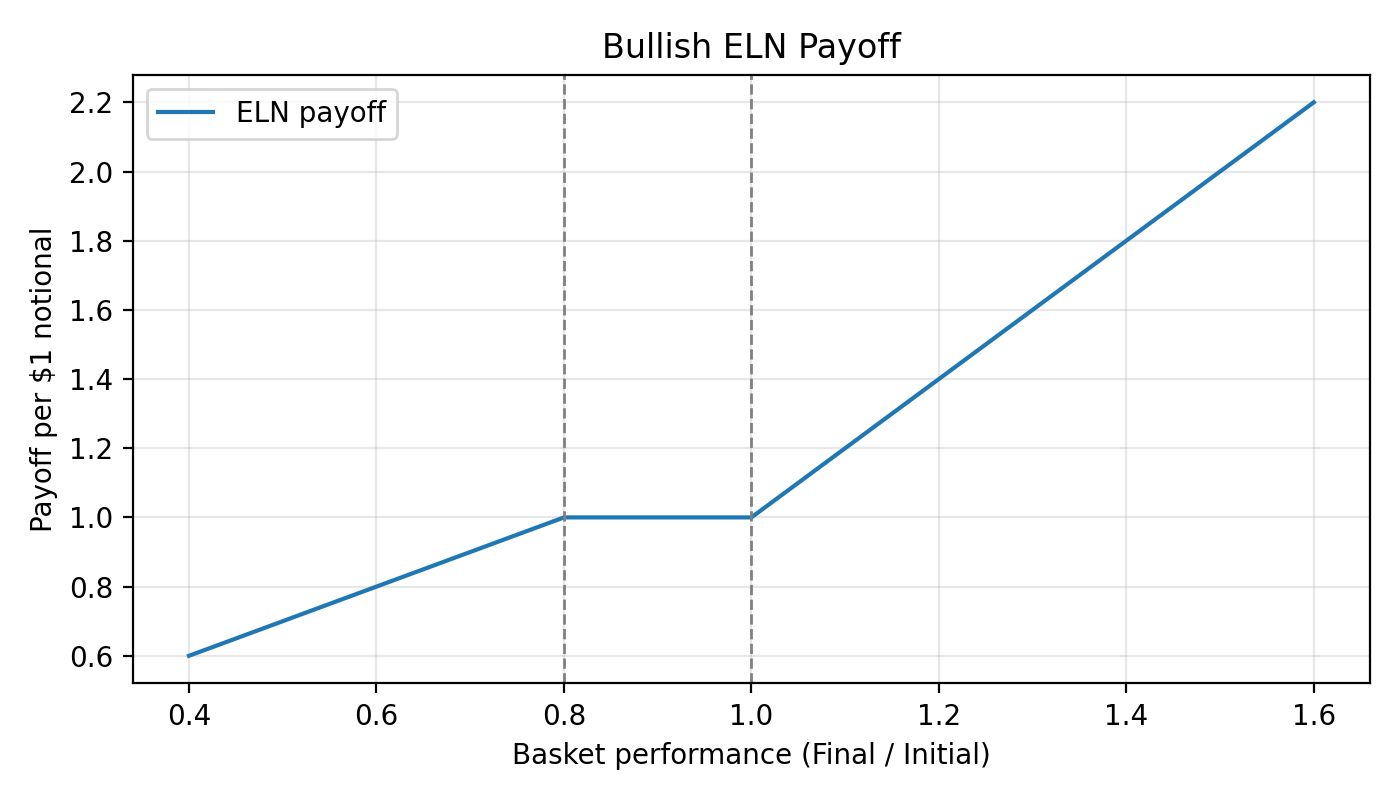 Bullish ELN Payoff
ELN payoff
Payoff per $1 notional
2.2
2.0
1.8
1.6
1.4
1.2
1.0
0.8
0.6
0.4 0.6 0.8 1.0 1.2 1.4 1.6
Basket performance (Final / Initial)